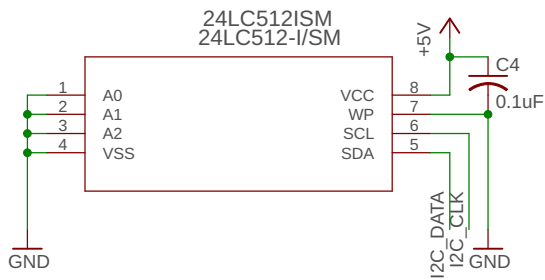 24LC512ISM
24LC512-I/SM
+5V
C4
0.1uF
1 A0 VCC 8
2 A1 WP 7
3 A2 SCL 6
4 VSS SDA 5
I2C_DATA
I2C_CLK
GND
GND